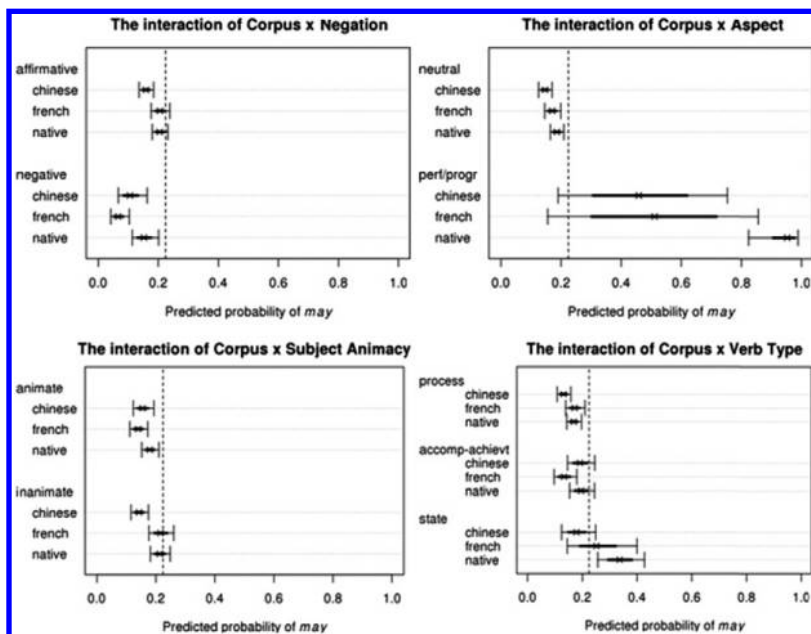 The interaction of Corpus x Negation
affirmative
chinese
french
native
negative
chinese
french
native
0.0 0.2 0.4 0.6 0.8 1.0
Predicted probability of may
The interaction of Corpus x Aspect
neutral
chinese
french
native
perf/progr
chinese
french
native
0.0 0.2 0.4 0.6 0.8 1.0
Predicted probability of may
The interaction of Corpus x Subject Animacy
animate
chinese
french
native
inanimate
chinese
french
native
0.0 0.2 0.4 0.6 0.8 1.0
Predicted probability of may
The interaction of Corpus x Verb Type
process
chinese
french
native
accomp-achievt
chinese
french
native
state
chinese
french
native
0.0 0.2 0.4 0.6 0.8 1.0
Predicted probability of may